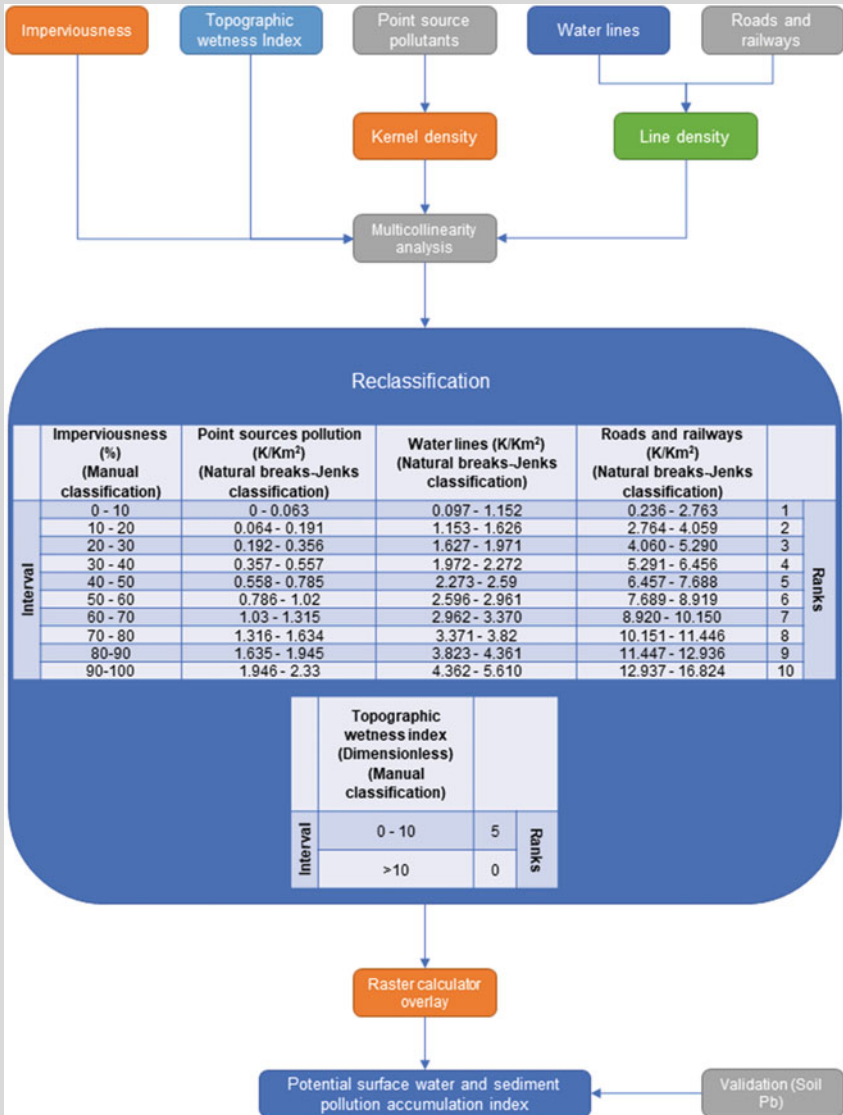 Imperviousness
Topographic
wetness Index
Point source
pollutants
Water lines
Roads and
railways
Kernel density
Line density
Multicollinearity
analysis
Reclassification
Imperviousness
(%)
(Manual
classification)
Point sources pollution
(K/Km²)
(Natural breaks-Jenks
classification)
Water lines (K/Km²)
(Natural breaks-Jenks
classification)
Roads and railways
(K/Km²)
(Natural breaks-Jenks
classification)
Interval
0 - 10 0 - 0.063 0.097 - 1.152 0.236 - 2.763 1
10 - 20 0.064 - 0.191 1.153 - 1.626 2.764 - 4.059 2
20 - 30 0.192 - 0.356 1.627 - 1.971 4.060 - 5.290 3
30 - 40 0.357 - 0.557 1.972 - 2.272 5.291 - 6.456 4
40 - 50 0.558 - 0.785 2.273 - 2.59 6.457 - 7.688 5
50 - 60 0.786 - 1.02 2.596 - 2.961 7.689 - 8.919 6
60 - 70 1.03 - 1.315 2.962 - 3.370 8.920 - 10.150 7
70 - 80 1.316 - 1.634 3.371 - 3.82 10.151 - 11.446 8
80-90 1.635 - 1.945 3.823 - 4.361 11.447 - 12.936 9
90-100 1.946 - 2.33 4.362 - 5.610 12.937 - 16.824 10
Ranks
Topographic
wetness index
(Dimensionless)
(Manual
classification)
Interval
0 - 10 5
>10 0
Ranks
Raster calculator
overlay
Potential surface water and sediment
pollution accumulation index
Validation (Soil
Pb)